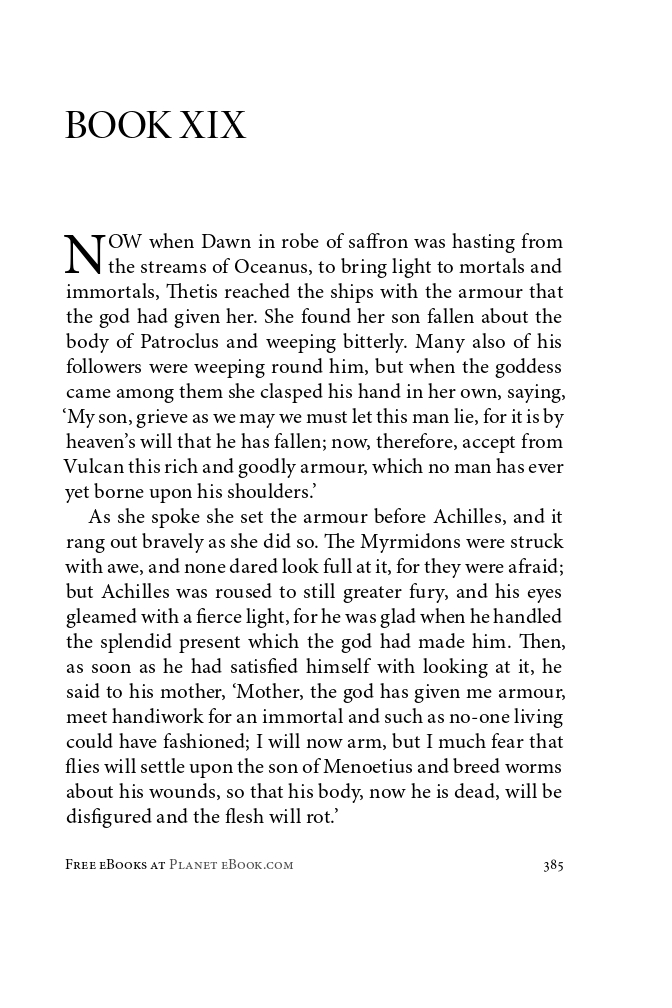 BOOK XIX
NOW when Dawn in robe of saffron was hasting from
the streams of Oceanus, to bring light to mortals and
immortals, Thetis reached the ships with the armour that
the god had given her. She found her son fallen about the
body of Patroclus and weeping bitterly. Many also of his
followers were weeping round him, but when the goddess
came among them she clasped his hand in her own, saying,
‘My son, grieve as we may we must let this man lie, for it is by
heaven’s will that he has fallen; now, therefore, accept from
Vulcan this rich and goodly armour, which no man has ever
yet borne upon his shoulders.’
As she spoke she set the armour before Achilles, and it
rang out bravely as she did so. The Myrmidons were struck
with awe, and none dared look full at it, for they were afraid;
but Achilles was roused to still greater fury, and his eyes
gleamed with a fierce light, for he was glad when he handled
the splendid present which the god had made him. Then,
as soon as he had satisfied himself with looking at it, he
said to his mother, ‘Mother, the god has given me armour,
meet handiwork for an immortal and such as no-one living
could have fashioned; I will now arm, but I much fear that
flies will settle upon the son of Menoetius and breed worms
about his wounds, so that his body, now he is dead, will be
disfigured and the flesh will rot.’
Free eBooks at Planet eBook.com 385